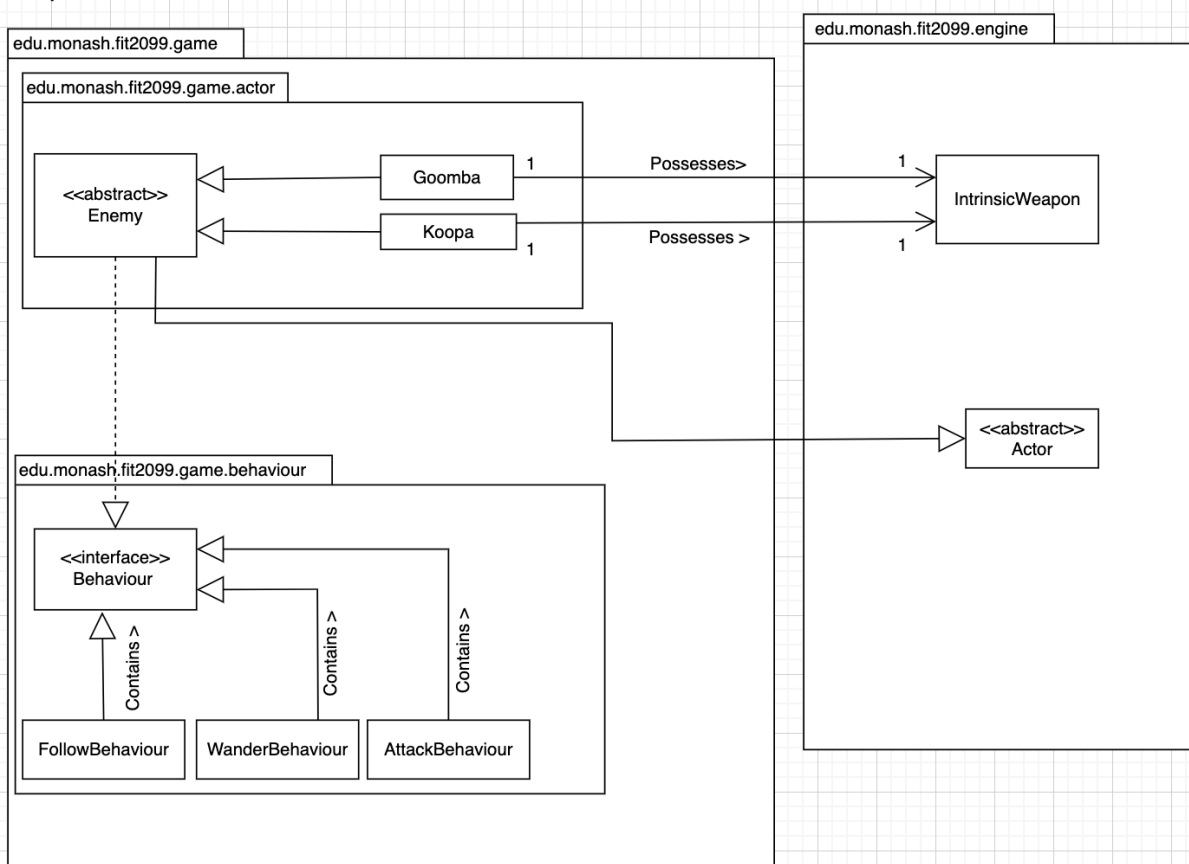 edu.monash.fit2099.game
edu.monash.fit2099.engine
edu.monash.fit2099.game.actor
<<abstract>>
Enemy
Goomba
1
Possesses>
1
IntrinsicWeapon
Koopa
1
Possesses >
1
<<abstract>>
Actor
edu.monash.fit2099.game.behaviour
<<interface>>
Behaviour
Contains >
Contains >
Contains >
FollowBehaviour
WanderBehaviour
AttackBehaviour